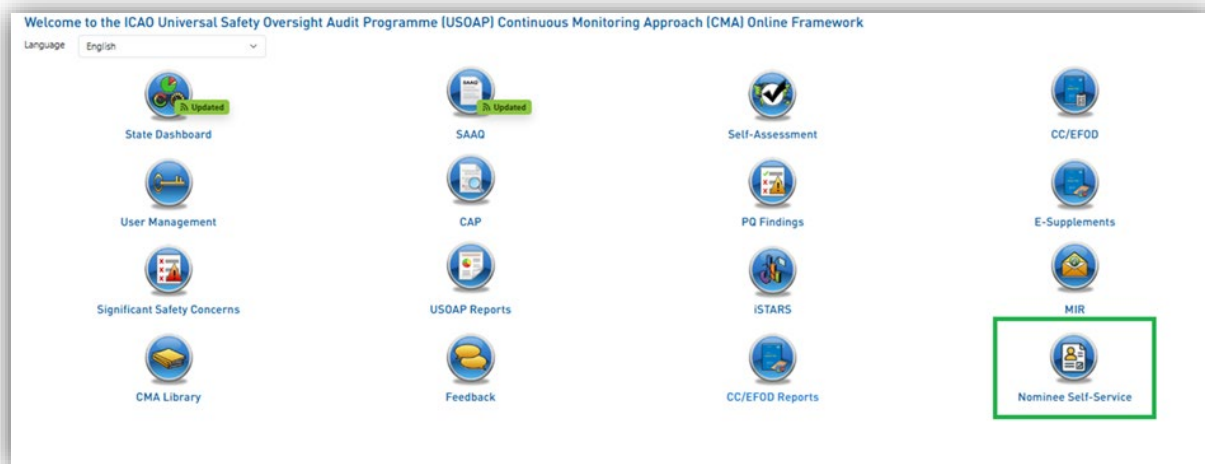 Welcome to the ICAO Universal Safety Oversight Audit Programme (USOAP) Continuous Monitoring Approach (CMA) Online Framework
Language English
Updated
State Dashboard
SAAQ
Updated
SAAQ
Self-Assessment
CC/EFOD
User Management
CAP
PQ Findings
E-Supplements
Significant Safety Concerns
USOAP Reports
iSTARS
MIR
CMA Library
Feedback
CC/EFOD Reports
Nominee Self-Service